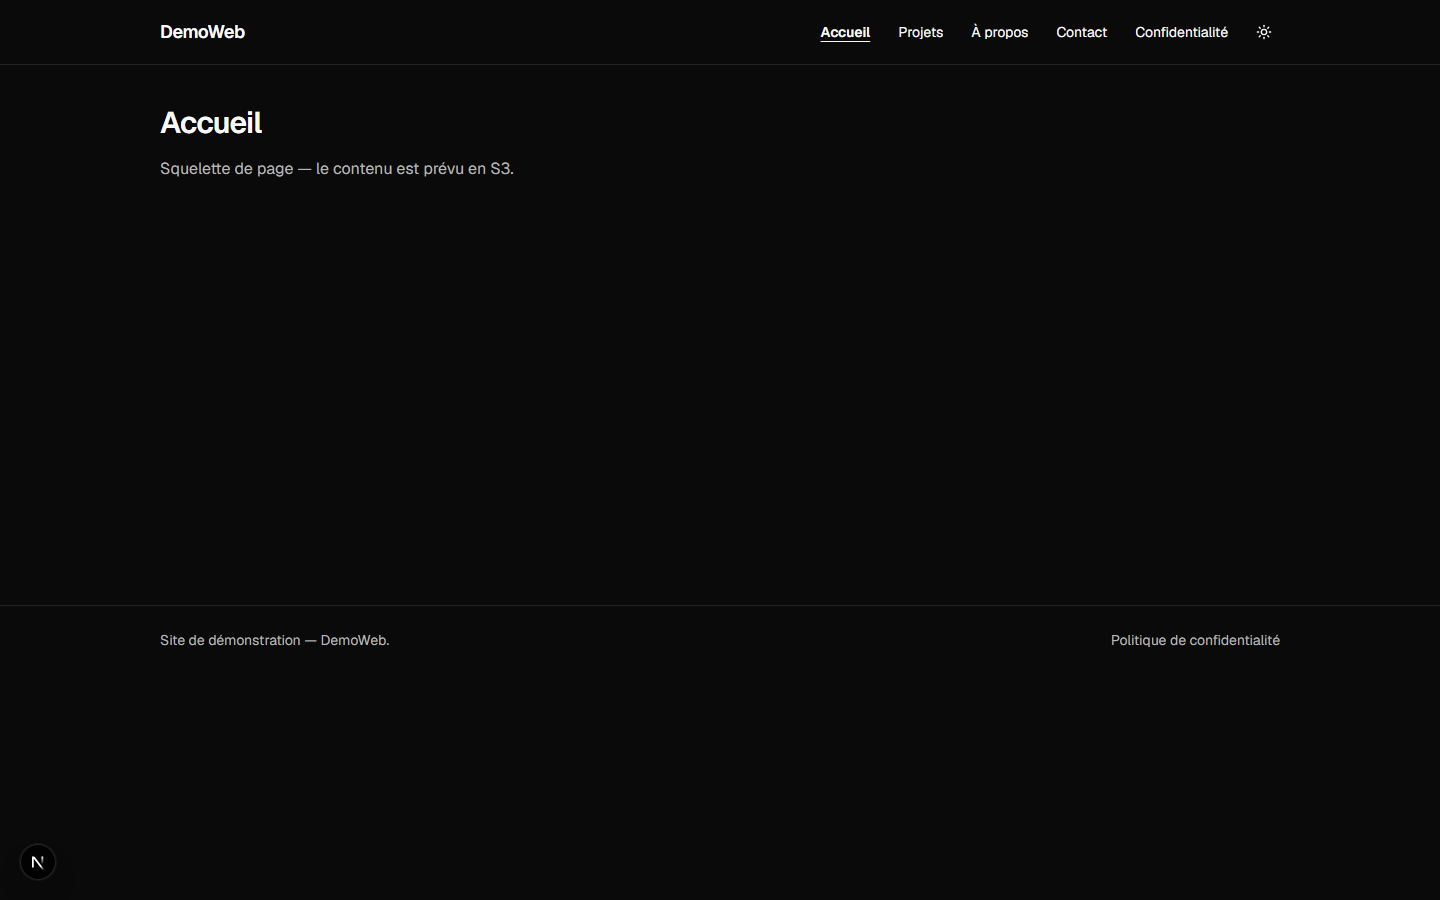 DemoWeb
Accueil Projets À propos Contact Confidentialité
Accueil
Squelette de page — le contenu est prévu en S3.
Site de démonstration — DemoWeb.
Politique de confidentialité
N